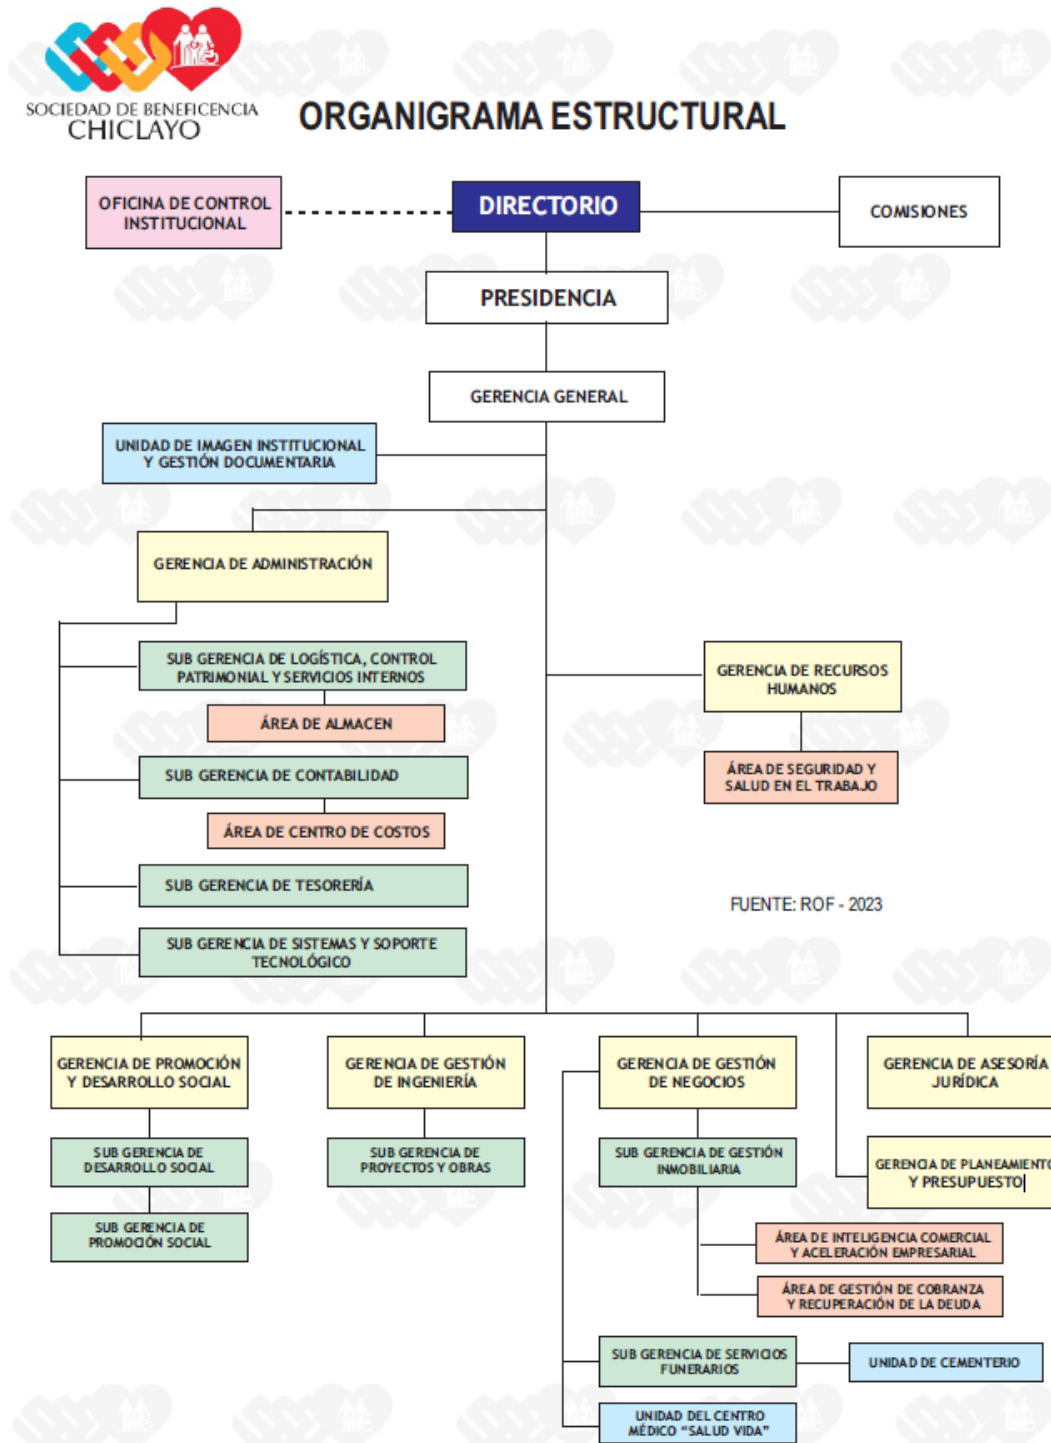 SOCIEDAD DE BENEFICENCIA
CHICLAYO
ORGANIGRAMA ESTRUCTURAL
OFICINA DE CONTROL
INSTITUCIONAL
DIRECTORIO
COMISIONES
PRESIDENCIA
GERENCIA GENERAL
UNIDAD DE IMAGEN INSTITUCIONAL
Y GESTIÓN DOCUMENTARIA
GERENCIA DE ADMINISTRACIÓN
SUB GERENCIA DE LOGÍSTICA, CONTROL
PATRIMONIAL Y SERVICIOS INTERNOS
ÁREA DE ALMACEN
SUB GERENCIA DE CONTABILIDAD
ÁREA DE CENTRO DE COSTOS
SUB GERENCIA DE TESORERÍA
SUB GERENCIA DE SISTEMAS Y SOPORTE
TECNOLÓGICO
GERENCIA DE RECURSOS
HUMANOS
ÁREA DE SEGURIDAD Y
SALUD EN EL TRABAJO
FUENTE: ROF - 2023
GERENCIA DE PROMOCIÓN
Y DESARROLLO SOCIAL
SUB GERENCIA DE
DESARROLLO SOCIAL
SUB GERENCIA DE
PROMOCIÓN SOCIAL
GERENCIA DE GESTIÓN
DE INGENIERÍA
SUB GERENCIA DE
PROYECTOS Y OBRAS
GERENCIA DE GESTIÓN
DE NEGOCIOS
SUB GERENCIA DE GESTIÓN
INMOBILIARIA
ÁREA DE INTELIGENCIA COMERCIAL
Y ACELERACIÓN EMPRESARIAL
ÁREA DE GESTIÓN DE COBRANZA
Y RECUPERACIÓN DE LA DEUDA
SUB GERENCIA DE SERVICIOS
FUNERARIOS
UNIDAD DE CEMENTERIO
UNIDAD DEL CENTRO
MÉDICO “SALUD VIDA”
GERENCIA DE ASESORÍA
JURÍDICA
GERENCIA DE PLANEAMIENTO
Y PRESUPUESTO